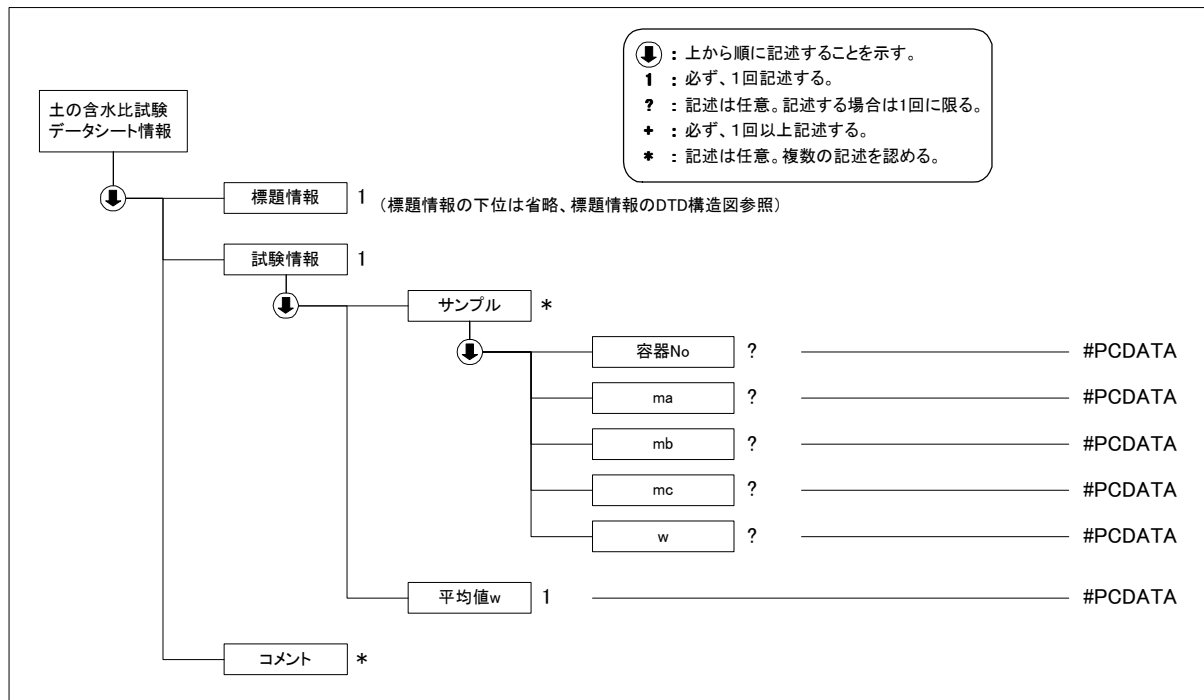 ⬇ : 上から順に記述することを示す。
1 : 必ず、1回記述する。
? : 記述は任意。記述する場合は1回に限る。
+ : 必ず、1回以上記述する。
* : 記述は任意。複数の記述を認める。
土の含水比試験
データシート情報
標題情報 1 (標題情報の下位は省略、標題情報のDTD構造図参照)
試験情報 1
サンプル *
容器No ? #PCDATA
ma ? #PCDATA
mb ? #PCDATA
mc ? #PCDATA
w ? #PCDATA
平均値w 1 #PCDATA
コメント *